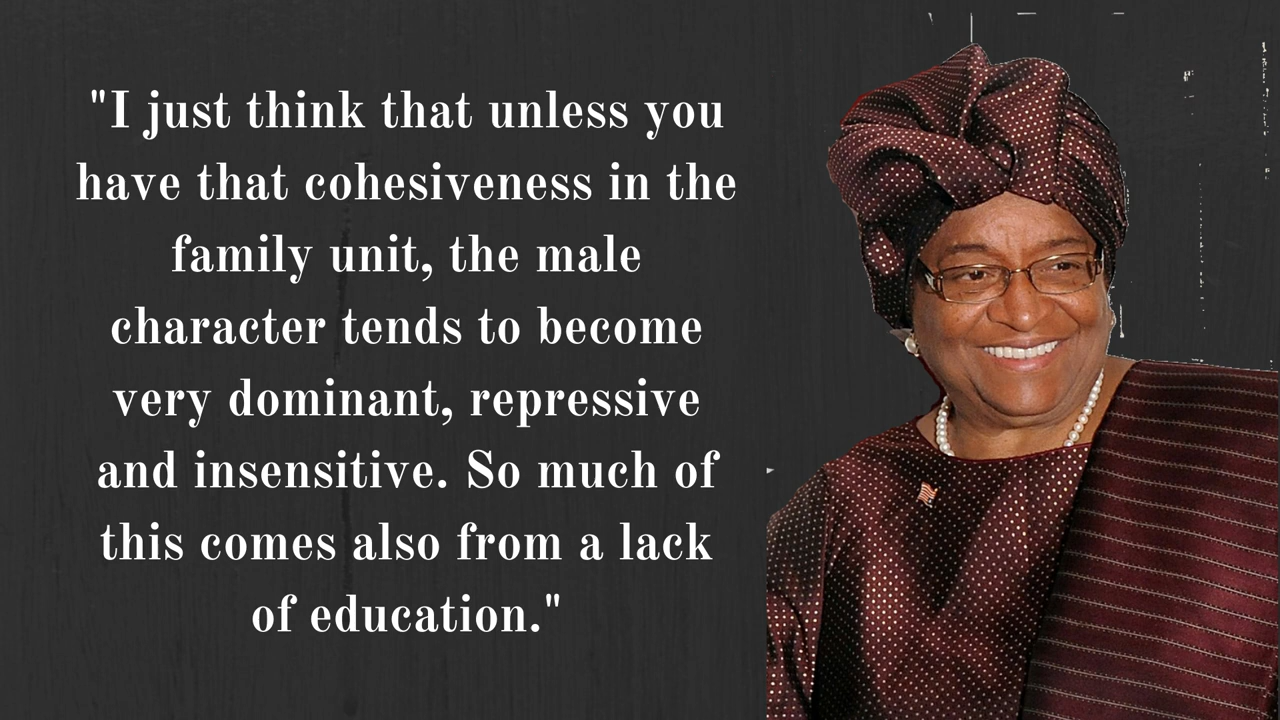 "I just think that unless you
have that cohesiveness in the
family unit, the male
character tends to become
very dominant, repressive
and insensitive. So much of
this comes also from a lack
of education."